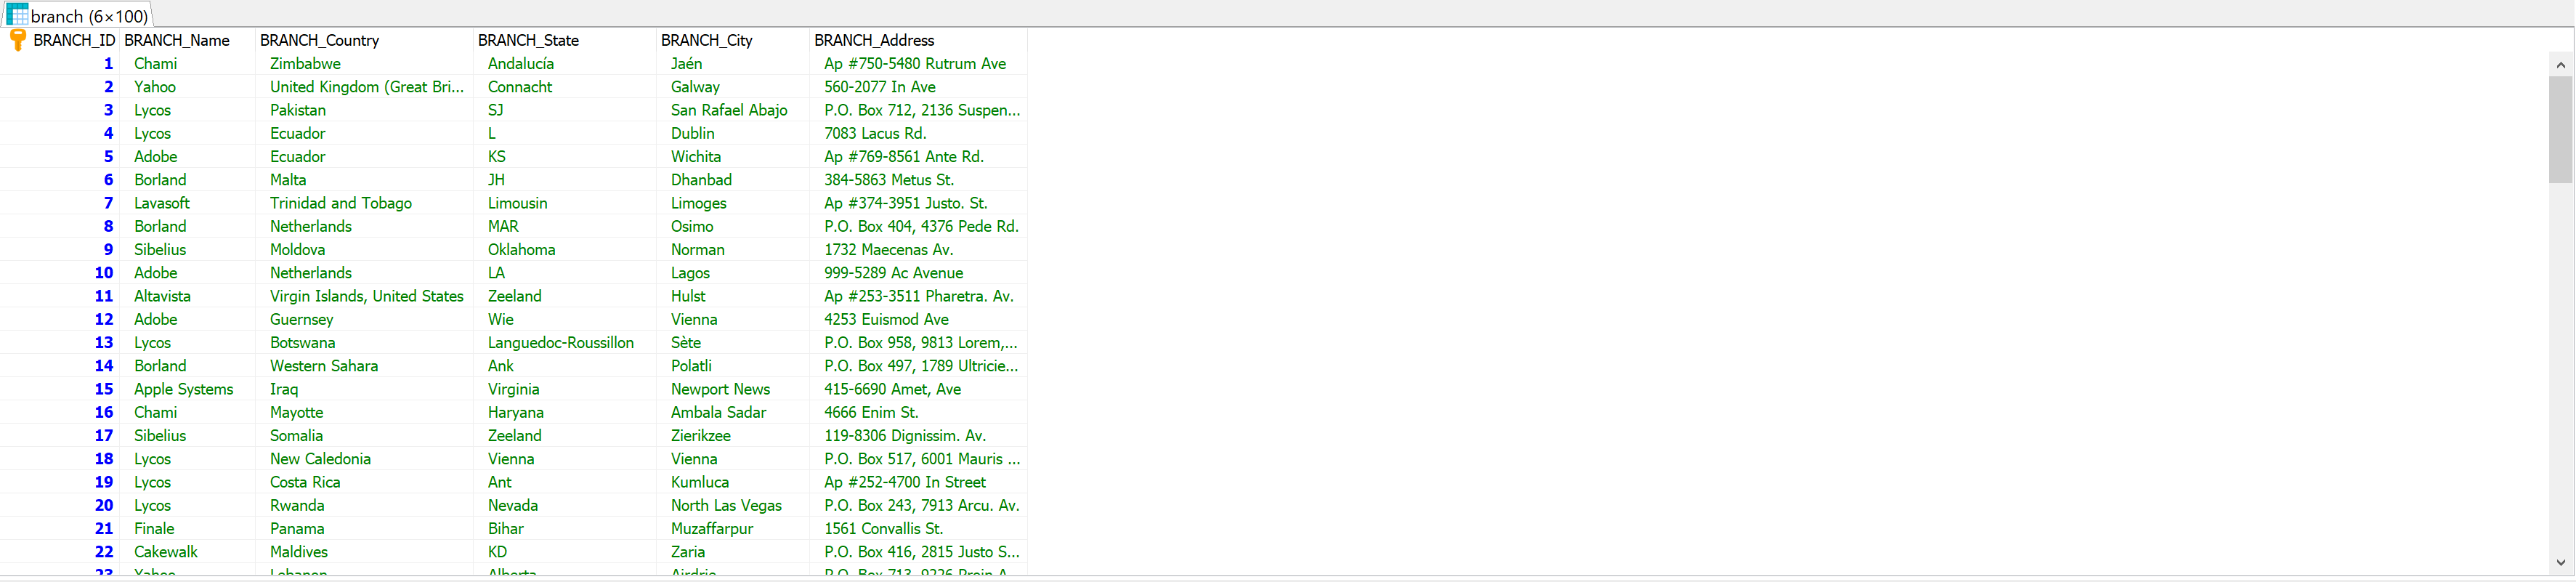 branch (6×100)
BRANCH_ID BRANCH_Name BRANCH_Country BRANCH_State BRANCH_City BRANCH_Address
1 Chami Zimbabwe Andalucía Jaén Ap #750-5480 Rutrum Ave
2 Yahoo United Kingdom (Great Bri... Connacht Galway 560-2077 In Ave
3 Lycos Pakistan SJ San Rafael Abajo P.O. Box 712, 2136 Suspen...
4 Lycos Ecuador L Dublin 7083 Lacus Rd.
5 Adobe Ecuador KS Wichita Ap #769-8561 Ante Rd.
6 Borland Malta JH Dhanbad 384-5863 Metus St.
7 Lavasoft Trinidad and Tobago Limousin Limoges Ap #374-3951 Justo. St.
8 Borland Netherlands MAR Osimo P.O. Box 404, 4376 Pede Rd.
9 Sibelius Moldova Oklahoma Norman 1732 Maecenas Av.
10 Adobe Netherlands LA Lagos 999-5289 Ac Avenue
11 Altavista Virgin Islands, United States Zeeland Hulst Ap #253-3511 Pharetra. Av.
12 Adobe Guernsey Wie Vienna 4253 Euismod Ave
13 Lycos Botswana Languedoc-Roussillon Sète P.O. Box 958, 9813 Lorem,...
14 Borland Western Sahara Ank Polatli P.O. Box 497, 1789 Ultricie...
15 Apple Systems Iraq Virginia Newport News 415-6690 Amet, Ave
16 Chami Mayotte Haryana Ambala Sadar 4666 Enim St.
17 Sibelius Somalia Zeeland Zierikzee 119-8306 Dignissim. Av.
18 Lycos New Caledonia Vienna Vienna P.O. Box 517, 6001 Mauris ...
19 Lycos Costa Rica Ant Kumluca Ap #252-4700 In Street
20 Lycos Rwanda Nevada North Las Vegas P.O. Box 243, 7913 Arcu. Av.
21 Finale Panama Bihar Muzaffarpur 1561 Convallis St.
22 Cakewalk Maldives KD Zaria P.O. Box 416, 2815 Justo S...
23 Yahoo Lebanon Alberta Airdrie P.O. Box